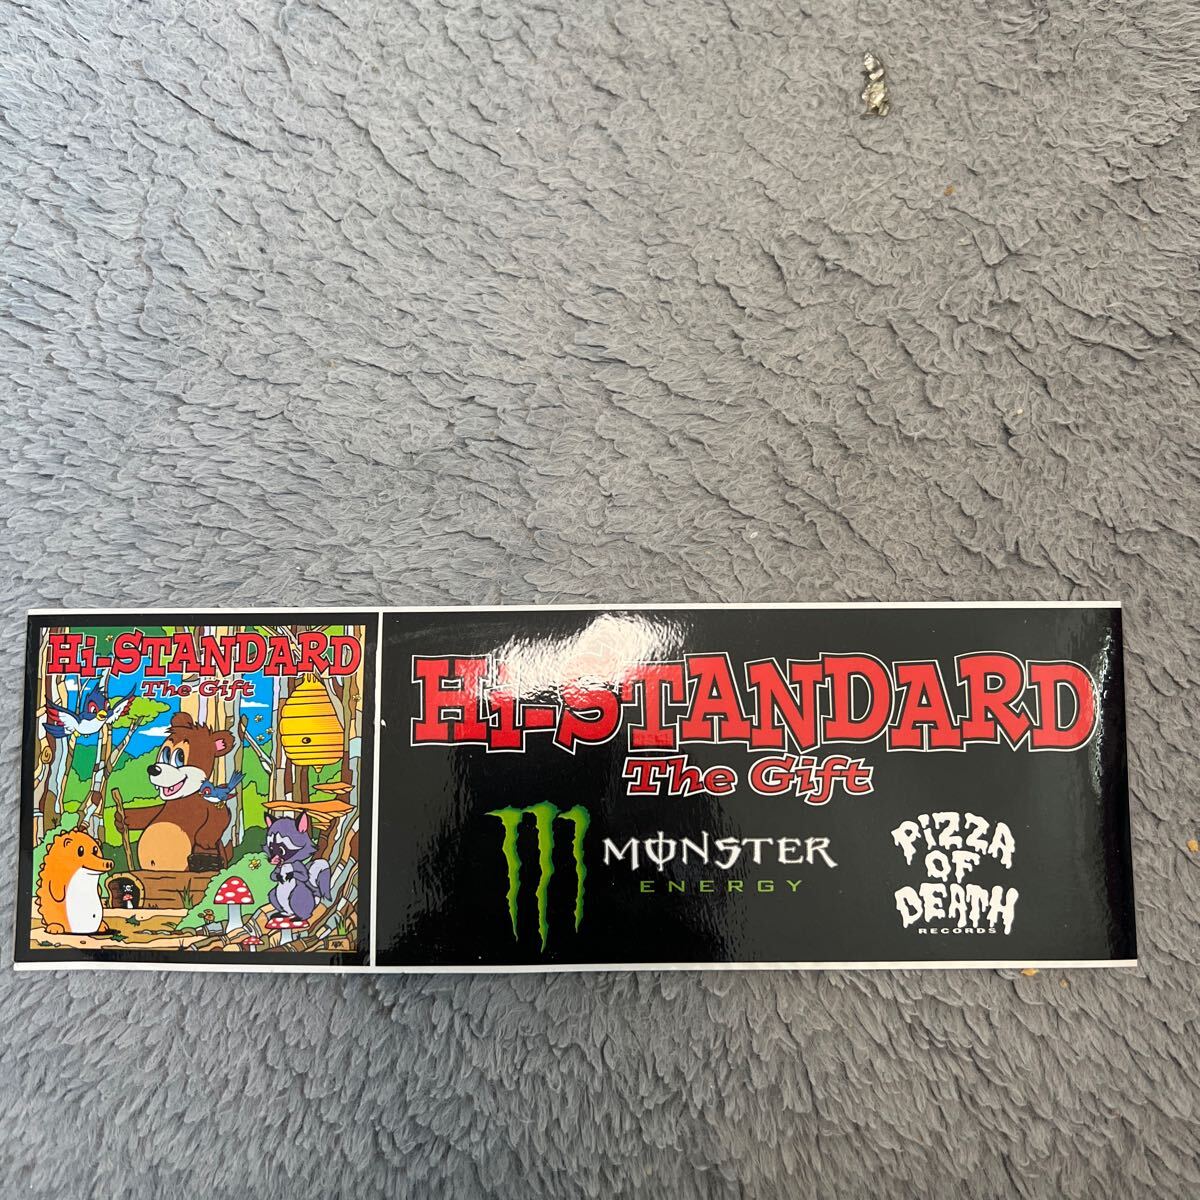 Hi-STANDARD
The Gift
Hi-STANDARD
The Gift
MONSTER
ENERGY
PiZZA
OF
DEATH
RECORDS